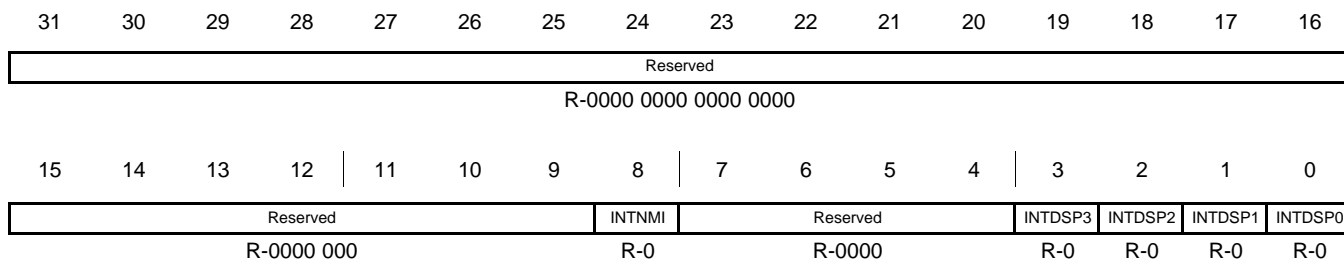 31 30 29 28 27 26 25 24 23 22 21 20 19 18 17 16
Reserved
R-0000 0000 0000 0000
15 14 13 12 11 10 9 8 7 6 5 4 3 2 1 0
Reserved INTNMI Reserved INTDSP3 INTDSP2 INTDSP1 INTDSP0
R-0000 000 R-0 R-0000 R-0 R-0 R-0 R-0